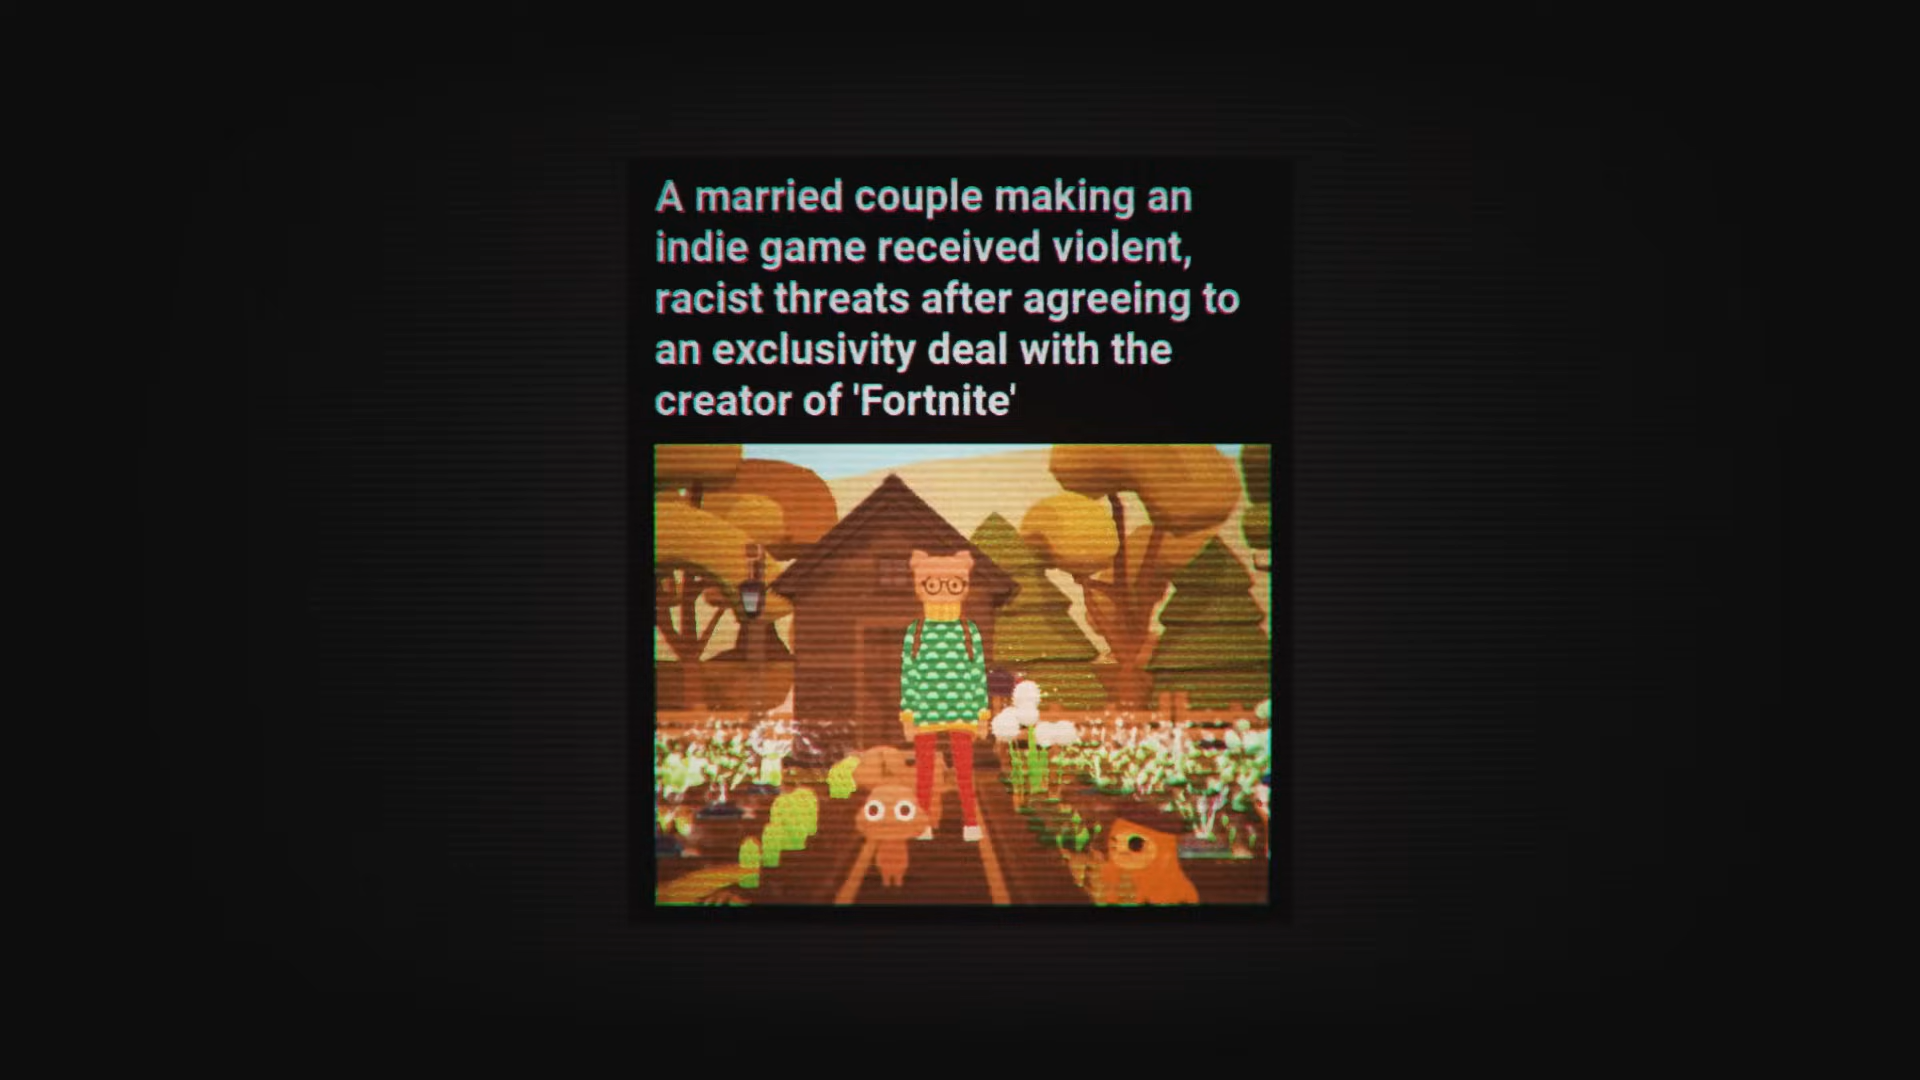 A married couple making an
indie game received violent,
racist threats after agreeing to
an exclusivity deal with the
creator of 'Fortnite'